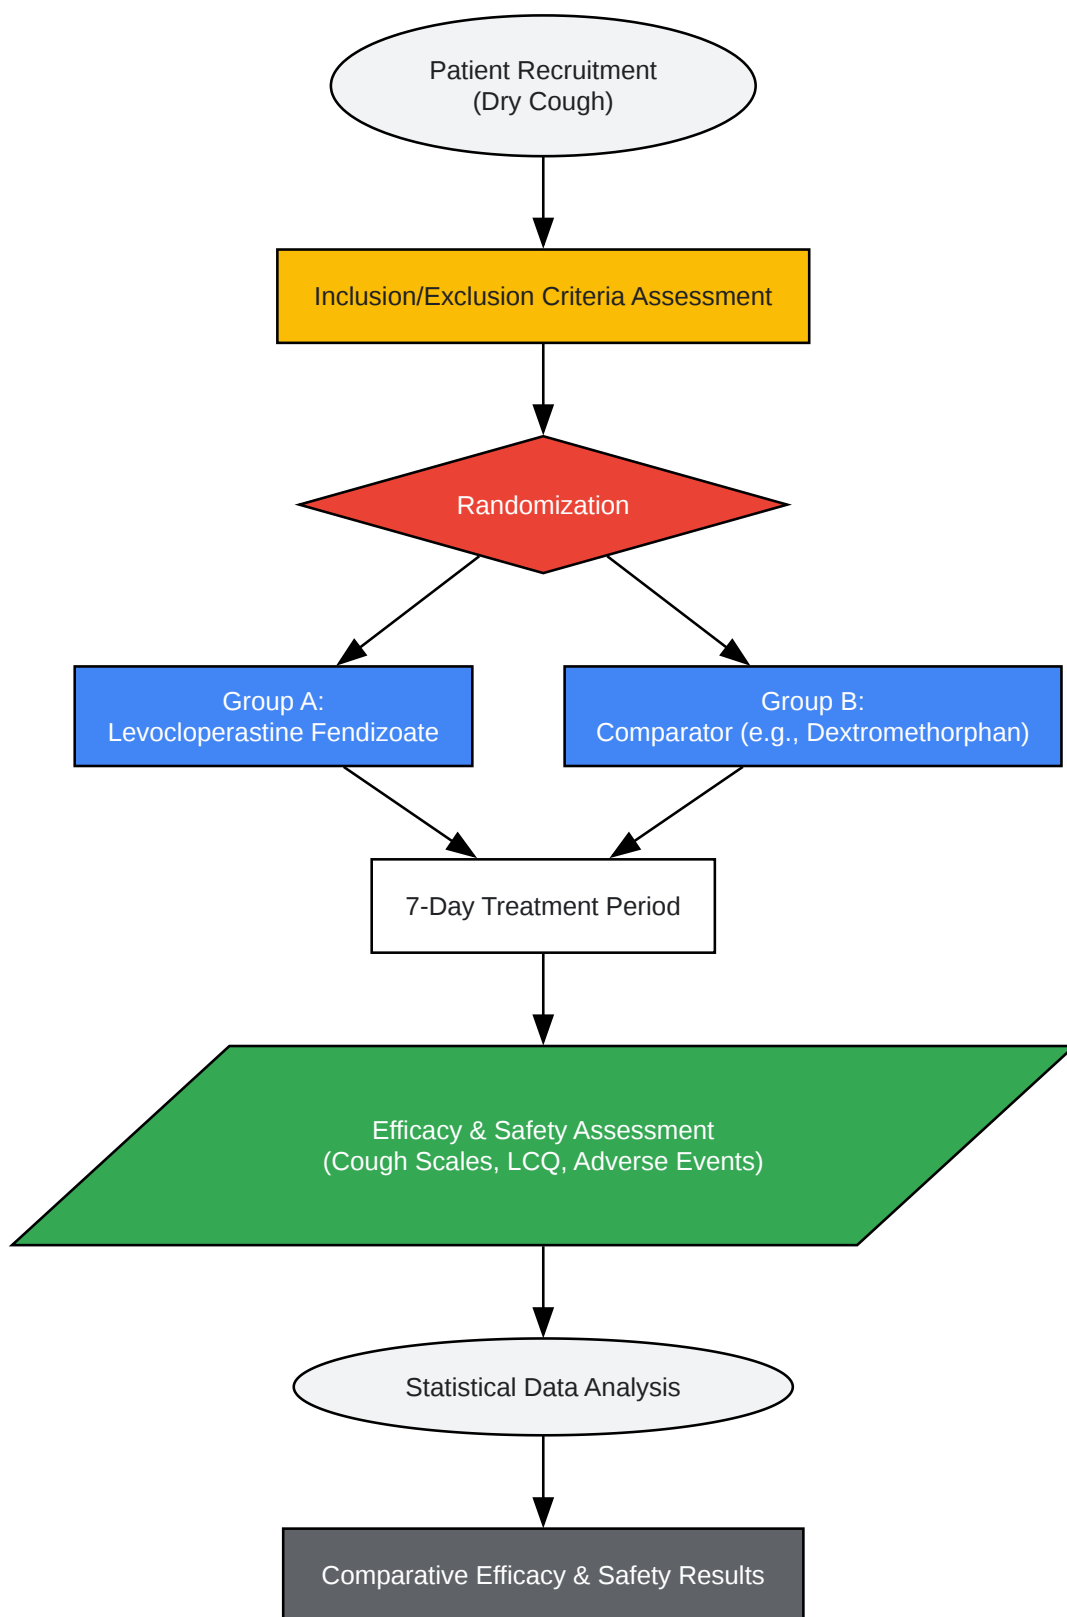 Patient Recruitment
(Dry Cough)
Inclusion/Exclusion Criteria Assessment
Randomization
Group A:
Levocloperastine Fendizoate
Group B:
Comparator (e.g., Dextromethorphan)
7-Day Treatment Period
Efficacy & Safety Assessment
(Cough Scales, LCQ, Adverse Events)
Statistical Data Analysis
Comparative Efficacy & Safety Results